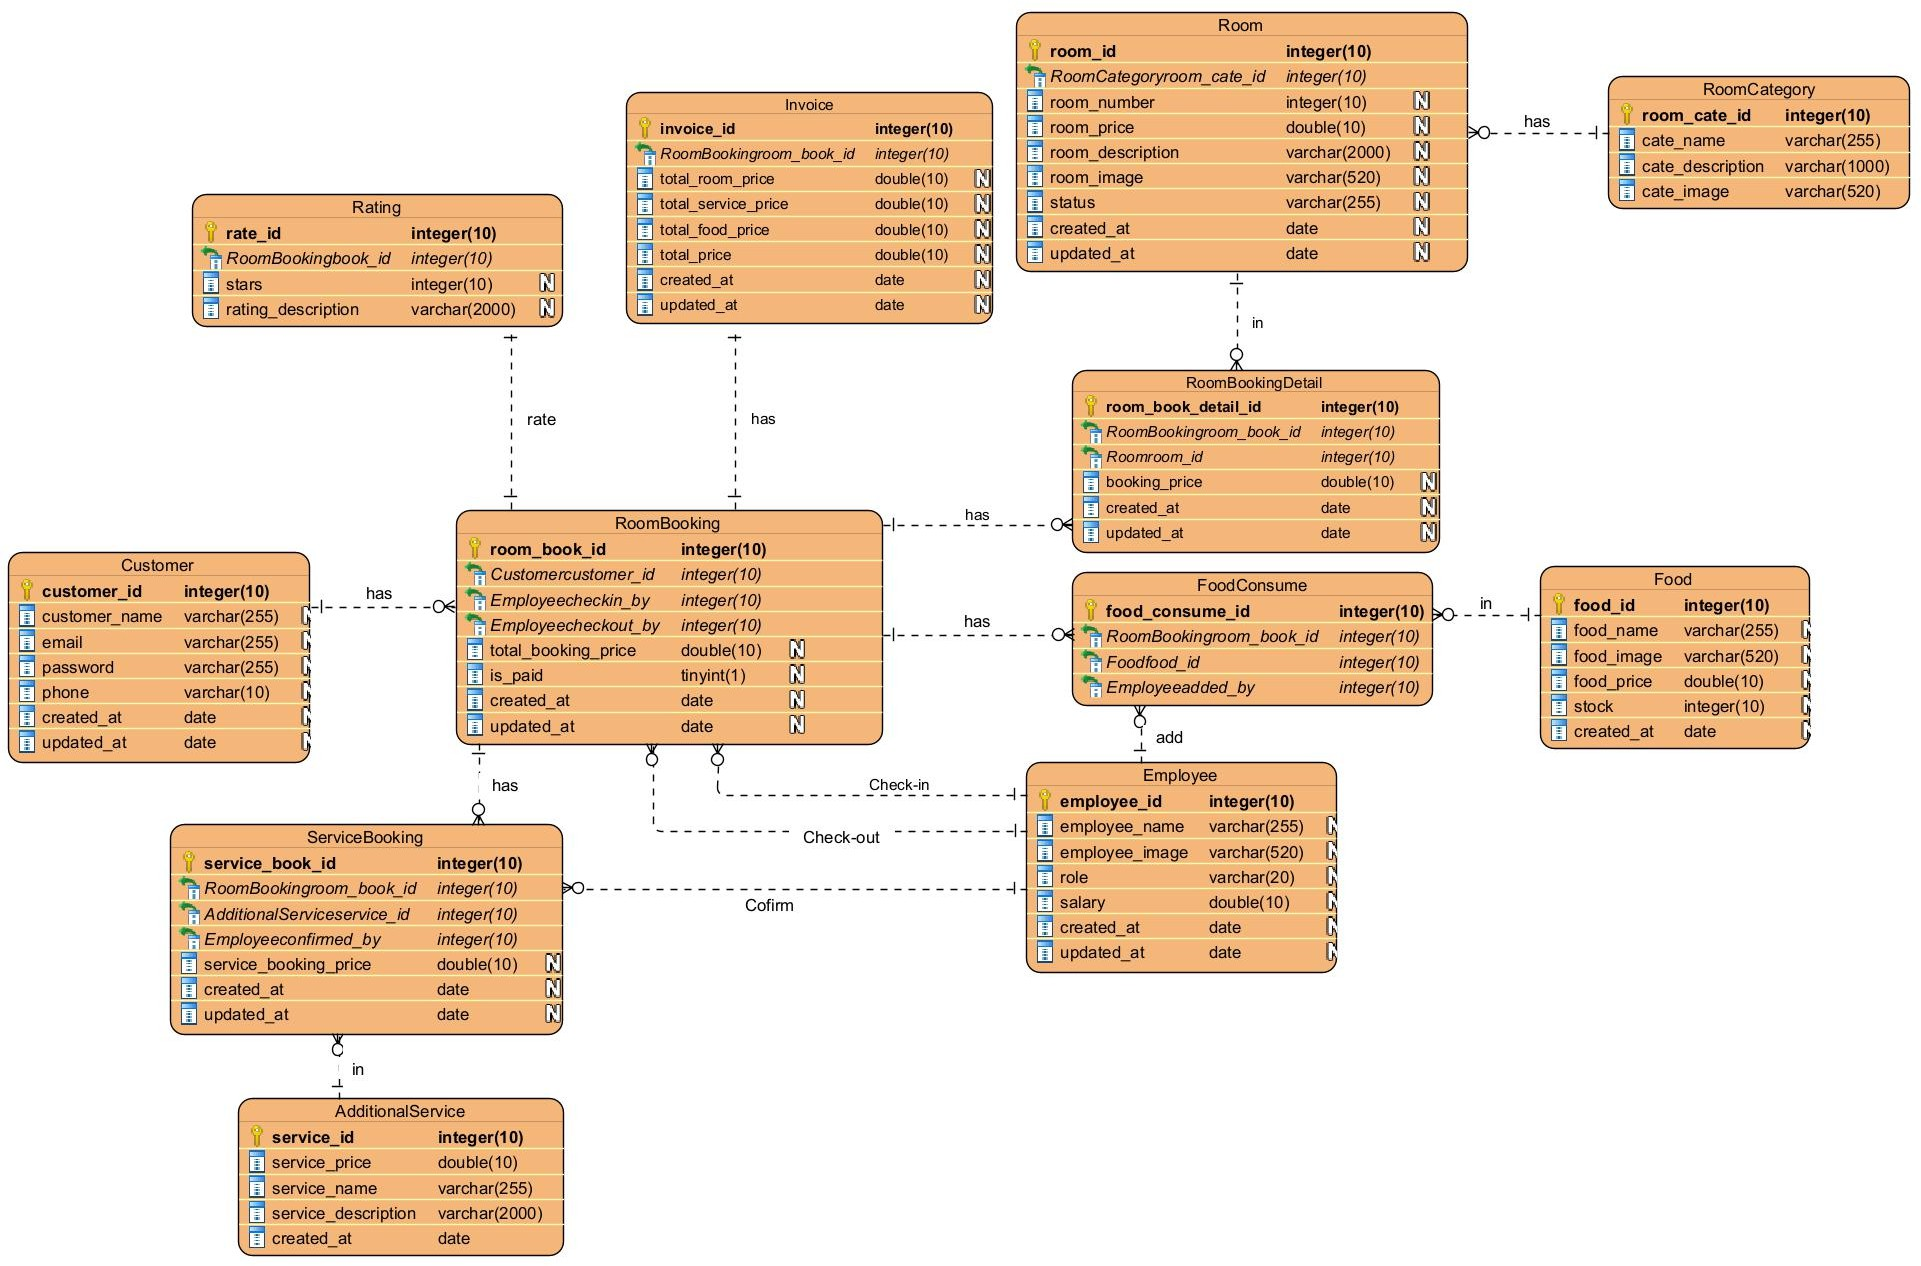 Room
room_id integer(10)
RoomCategoryroom_cate_id integer(10)
room_number integer(10) N
room_price double(10) N
room_description varchar(2000) N
room_image varchar(520) N
status varchar(255) N
created_at date N
updated_at date N
has
RoomCategory
room_cate_id integer(10)
cate_name varchar(255)
cate_description varchar(1000)
cate_image varchar(520)
Invoice
invoice_id integer(10)
RoomBookingroom_book_id integer(10)
total_room_price double(10) N
total_service_price double(10) N
total_food_price double(10) N
total_price double(10) N
created_at date N
updated_at date N
Rating
rate_id integer(10)
RoomBookingbook_id integer(10)
stars integer(10) N
rating_description varchar(2000) N
in
rate
has
RoomBookingDetail
room_book_detail_id integer(10)
RoomBookingroom_book_id integer(10)
Roomroom_id integer(10)
booking_price double(10) N
created_at date N
updated_at date N
has
RoomBooking
room_book_id integer(10)
Customercustomer_id integer(10)
Employeecheckin_by integer(10)
Employeecheckout_by integer(10)
total_booking_price double(10) N
is_paid tinyint(1) N
created_at date N
updated_at date N
Customer
customer_id integer(10)
customer_name varchar(255) N
email varchar(255) N
password varchar(255) N
phone varchar(10) N
created_at date N
updated_at date N
has
has
FoodConsume
food_consume_id integer(10)
RoomBookingroom_book_id integer(10)
Foodfood_id integer(10)
Employeeadded_by integer(10)
in
Food
food_id integer(10)
food_name varchar(255) N
food_image varchar(520) N
food_price double(10) N
stock integer(10) N
created_at date N
add
has
Check-in
Check-out
Cofirm
Employee
employee_id integer(10)
employee_name varchar(255) N
employee_image varchar(520) N
role varchar(20) N
salary double(10) N
created_at date N
updated_at date N
ServiceBooking
service_book_id integer(10)
RoomBookingroom_book_id integer(10)
AdditionalServiceservice_id integer(10)
Employeeconfirmed_by integer(10)
service_booking_price double(10) N
created_at date N
updated_at date N
in
AdditionalService
service_id integer(10)
service_price double(10)
service_name varchar(255)
service_description varchar(2000)
created_at date